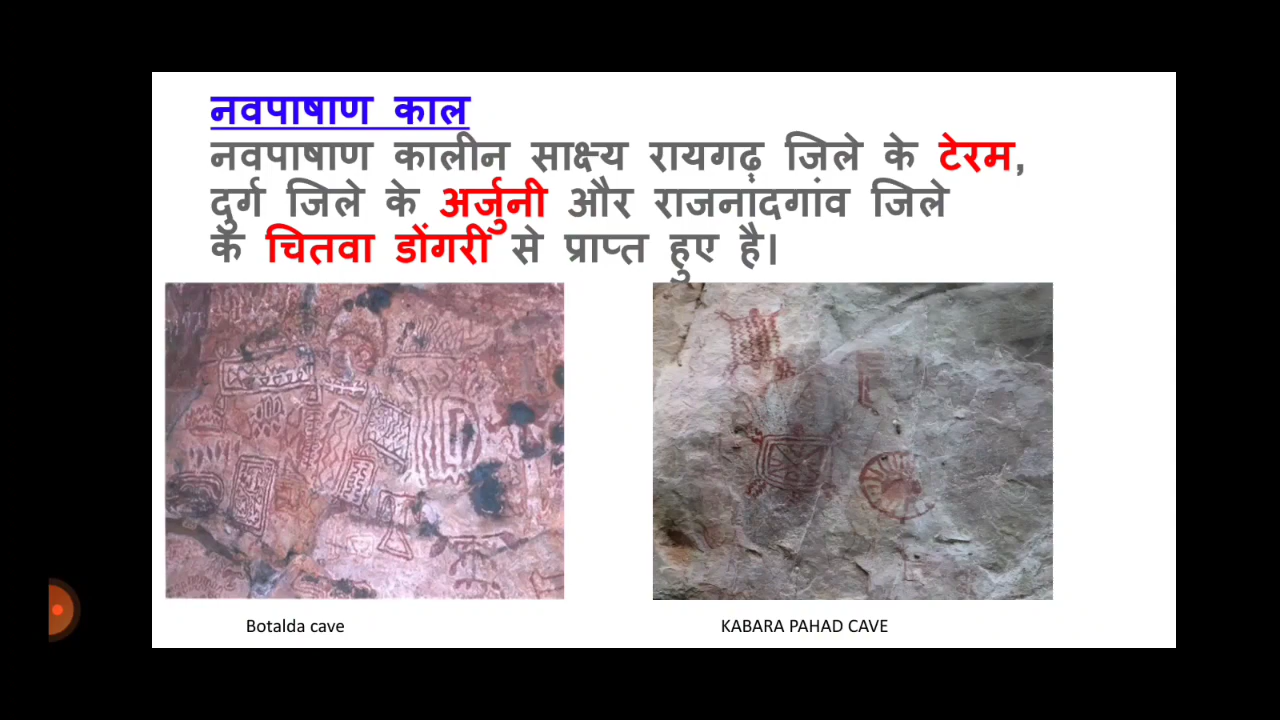 नवपाषाण काल
नवपाषाण कालीन साक्ष्य रायगढ़ जिले के टेरम,
दुर्ग जिले के अर्जुनी और राजनांदगांव जिले
के चितवा डोंगरी से प्राप्त हुए है।
Botalda cave
KABARA PAHAD CAVE